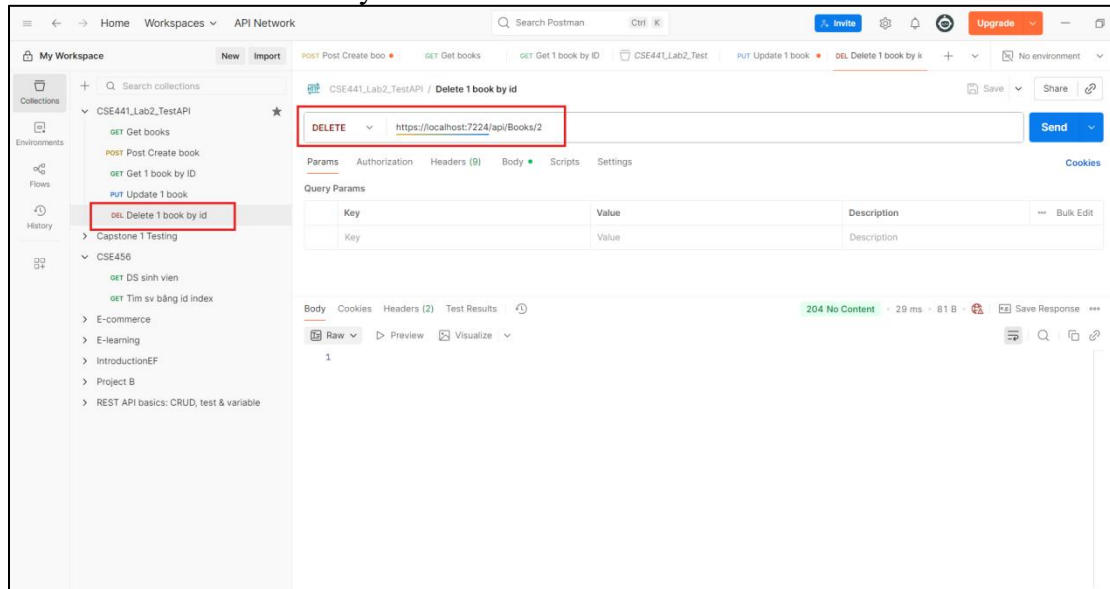 Home Workspaces API Network
Search Postman Ctrl K
Invite
Upgrade
My Workspace New Import
POST Post Create boo GET Get books GET Get 1 book by ID CSE441_Lab2_Test PUT Update 1 book DEL Delete 1 book by i No environment
Collections
Environments
Flows
History
Search collections
CSE441_Lab2_TestAPI
GET Get books
POST Post Create book
GET Get 1 book by ID
PUT Update 1 book
DEL Delete 1 book by id
Capstone 1 Testing
CSE456
GET DS sinh vien
GET Tim sv bằng id index
E-commerce
E-learning
IntroductionEF
Project B
REST API basics: CRUD, test & variable
HTTP CSE441_Lab2_TestAPI / Delete 1 book by id
Save Share
DELETE https://localhost:7224/api/Books/2
Send
Params Authorization Headers (9) Body Scripts Settings Cookies
Query Params
Key Value Description Bulk Edit
Key Value Description
Body Cookies Headers (2) Test Results 204 No Content 29 ms 81 B Save Response
Raw Preview Visualize
1